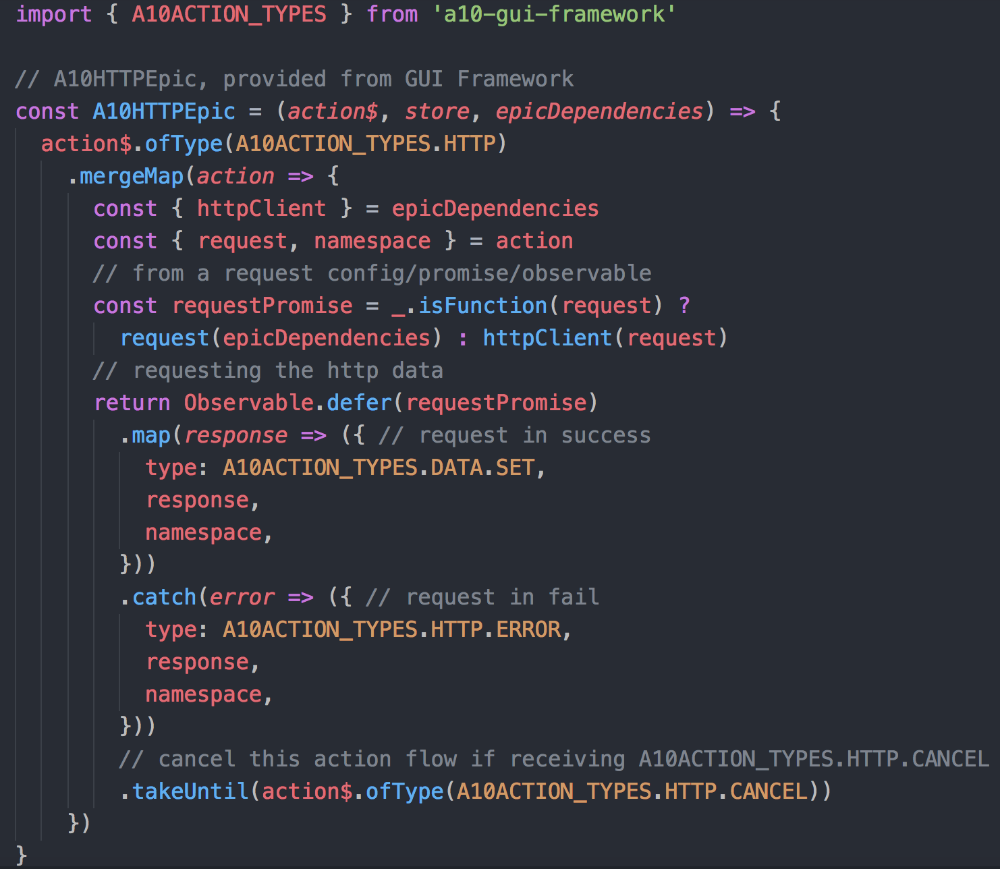 import { A10ACTION_TYPES } from 'a10-gui-framework'

// A10HTTPEpic, provided from GUI Framework
const A10HTTPEpic = (action$, store, epicDependencies) => {
  action$.ofType(A10ACTION_TYPES.HTTP)
    .mergeMap(action => {
      const { httpClient } = epicDependencies
      const { request, namespace } = action
      // from a request config/promise/observable
      const requestPromise = _.isFunction(request) ?
        request(epicDependencies) : httpClient(request)
      // requesting the http data
      return Observable.defer(requestPromise)
        .map(response => ({ // request in success
          type: A10ACTION_TYPES.DATA.SET,
          response,
          namespace,
        }))
        .catch(error => ({ // request in fail
          type: A10ACTION_TYPES.HTTP.ERROR,
          response,
          namespace,
        }))
        // cancel this action flow if receiving A10ACTION_TYPES.HTTP.CANCEL
        .takeUntil(action$.ofType(A10ACTION_TYPES.HTTP.CANCEL))
    })
}